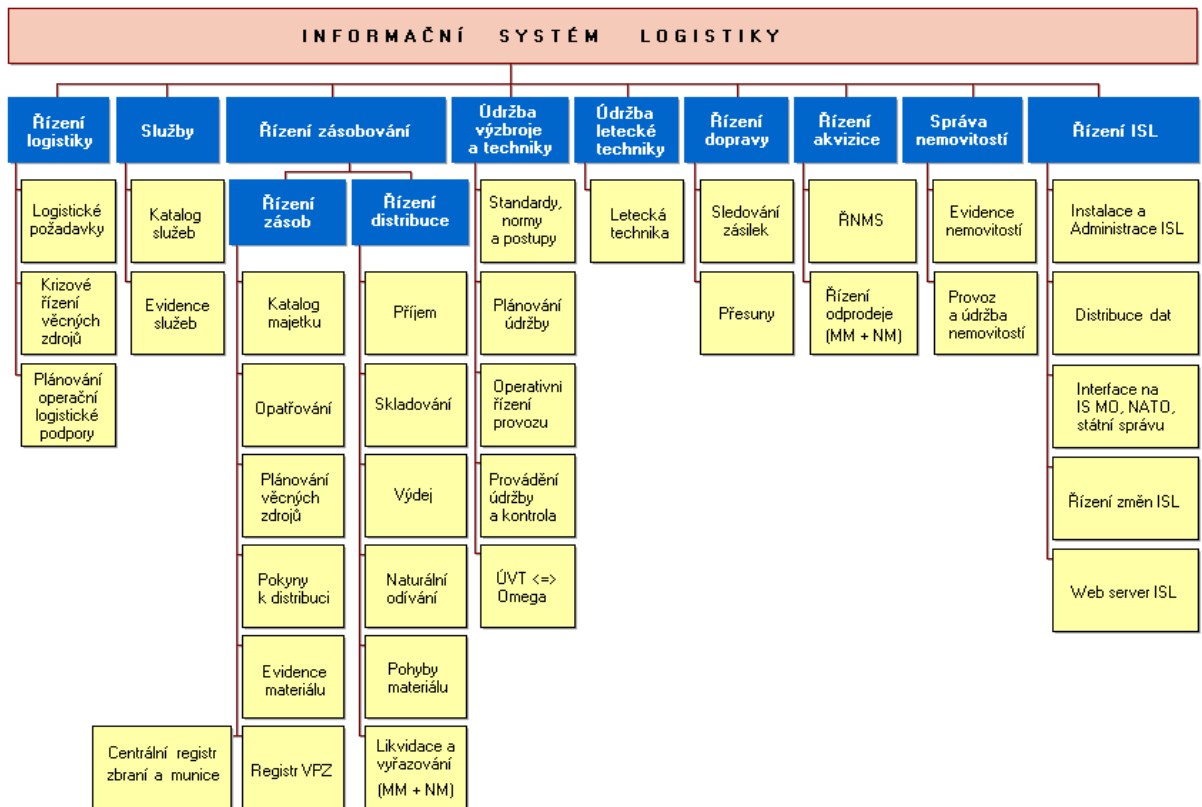 INFORMAČNÍ SYSTÉM LOGISTIKY
Řízení
logistiky
Služby
Řízení zásobování
Údržba
výzbroje
a techniky
Údržba
letecké
techniky
Řízení
dopravy
Řízení
akvizice
Správa
nemovitostí
Řízení ISL
Logistické
požadavky
Krizové
řízení
věcných
zdrojů
Plánování
operační
logistické
podpory
Katalog
služeb
Evidence
služeb
Řízení
zásob
Katalog
majetku
Opatřování
Plánování
věcných
zdrojů
Pokyny
k distribuci
Evidence
materiálu
Centrální registr
zbraní a munice
Registr VPZ
Řízení
distribuce
Příjem
Skladování
Výdej
Naturální
odívání
Pohyby
materiálu
Likvidace a
vyřazování
(MM + NM)
Standardy,
normy
a postupy
Plánování
údržby
Operativni
řízení
provozu
Provádění
údržby
a kontrola
ÚVT <=>
Omega
Letecká
technika
Sledování
zásilek
Přesuny
ŘNMS
Řízení
odprodeje
(MM + NM)
Evidence
nemovitostí
Provoz
a údržba
nemovitostí
Instalace a
Administrace ISL
Distribuce dat
Interface na
IS MO, NATO,
státní správu
Řízení změn ISL
Web server ISL